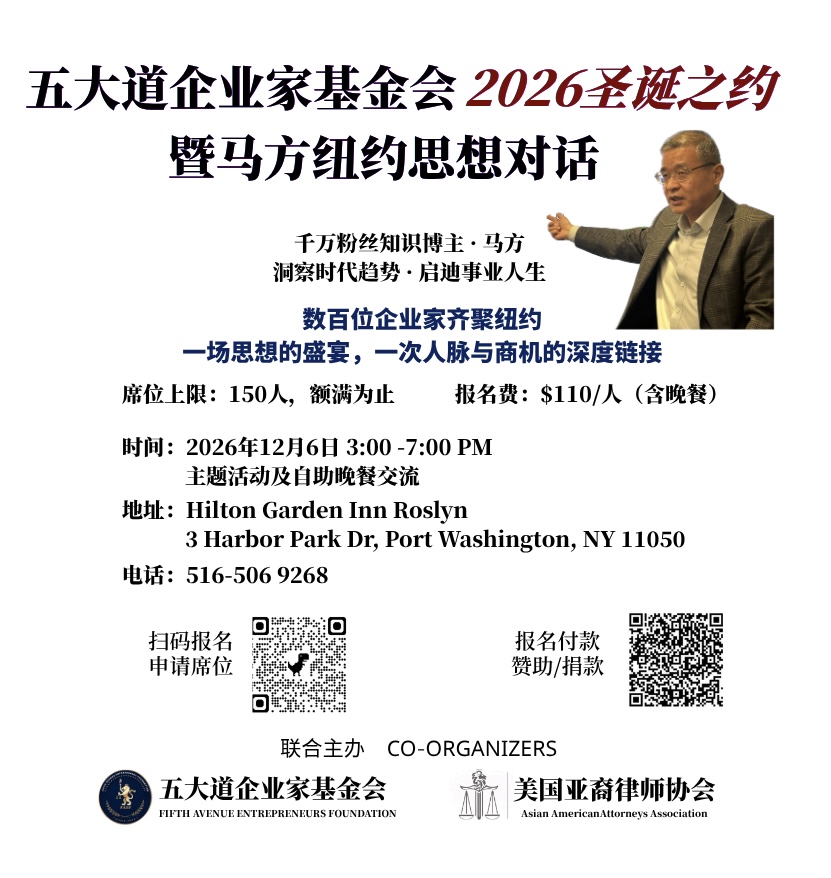 五大道企业家基金会 2026圣诞之约
暨马方纽约思想对话
千万粉丝知识博主 · 马方
洞察时代趋势 · 启迪事业人生
数百位企业家齐聚纽约
一场思想的盛宴，一次人脉与商机的深度链接
席位上限：150人，额满为止 报名费：$110/人（含晚餐）
时间：2026年12月6日 3:00 -7:00 PM
主题活动及自助晚餐交流
地址：Hilton Garden Inn Roslyn
3 Harbor Park Dr, Port Washington, NY 11050
电话：516-506 9268
扫码报名
申请席位
报名付款
赞助/捐款
联合主办 CO-ORGANIZERS
五大道企业家基金会
FIFTH AVENUE ENTREPRENEURS FOUNDATION
美国亚裔律师协会
Asian AmericanAttorneys Association